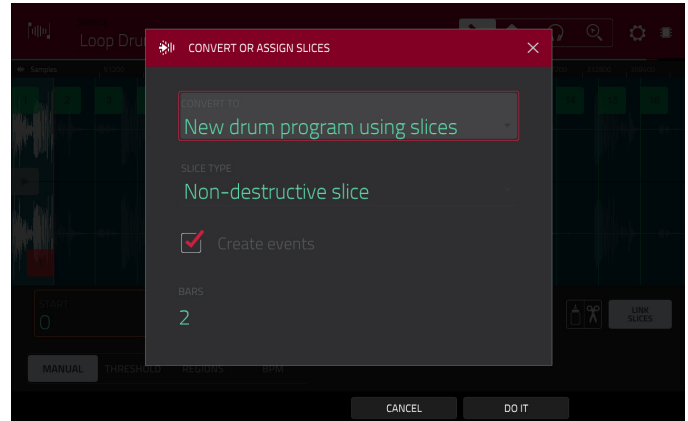 Loop Dru
CONVERT OR ASSIGN SLICES
Samples
51200
CONVERT TO
New drum program using slices
SLICE TYPE
Non-destructive slice
Create events
BARS
2
START
0
LINK
SLICES
MANUAL
THRESHOLD
REGIONS
BPM
CANCEL
DO IT